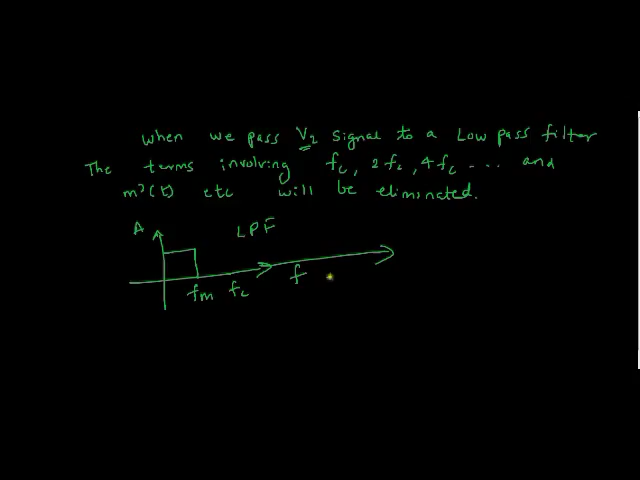 when we pass V2 signal to a Low pass filter
The terms involving fc, 2fc, 4fc ... and
m²(t) etc will be eliminated.
A
LPF
fm fc
f